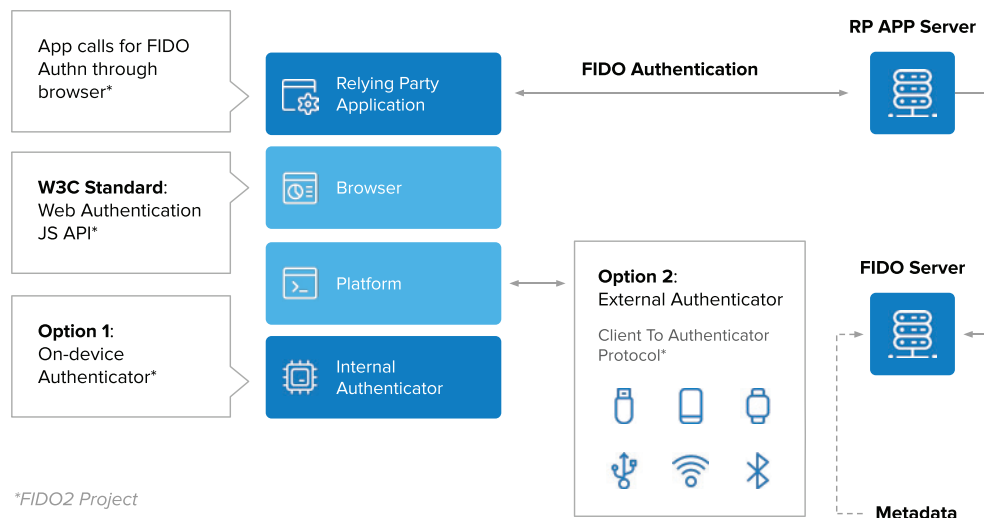 App calls for FIDO
Authn through
browser*
W3C Standard:
Web Authentication
JS API*
Option 1:
On-device
Authenticator*
Relying Party
Application
Browser
Platform
Internal
Authenticator
FIDO Authentication
RP APP Server
Option 2:
External Authenticator
Client To Authenticator
Protocol*
FIDO Server
Metadata
*FIDO2 Project